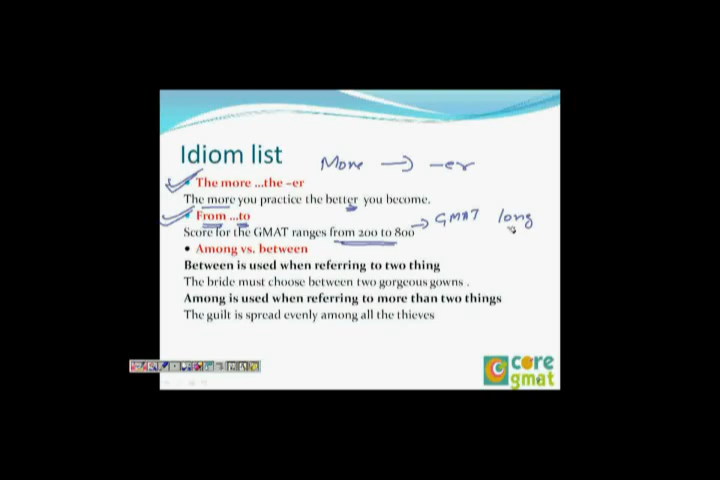 Idiom list
More → -er
• The more ...the –er
The more you practice the better you become.
• From ...to
Score for the GMAT ranges from 200 to 800
→ GMAT long
• Among vs. between
Between is used when referring to two thing
The bride must choose between two gorgeous gowns .
Among is used when referring to more than two things
The guilt is spread evenly among all the thieves
core
gmat